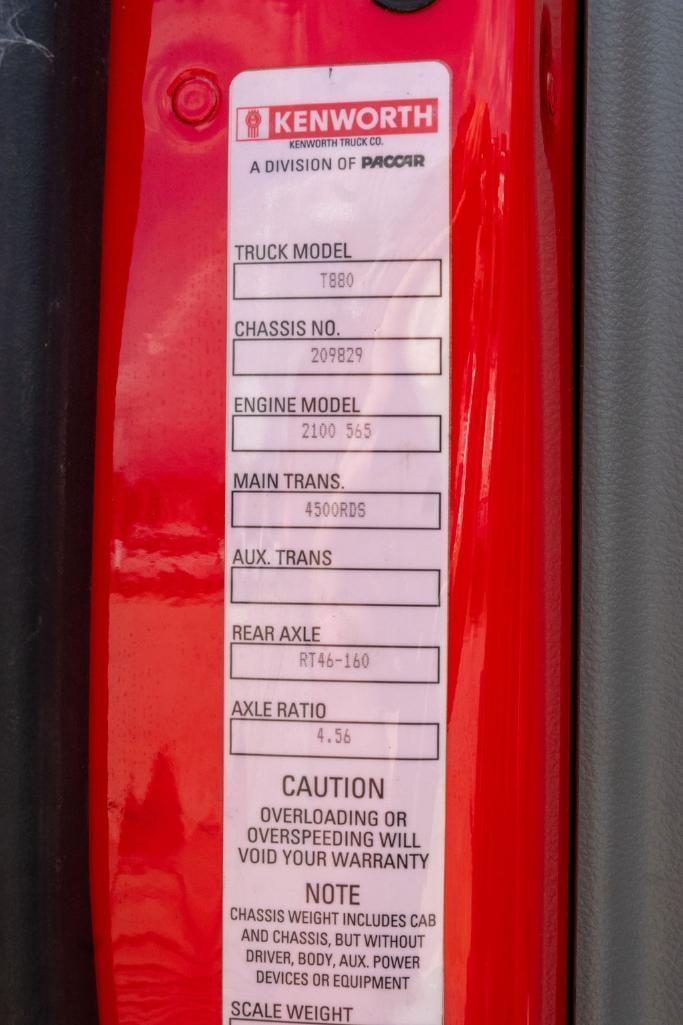 KENWORTH
KENWORTH TRUCK CO.
A DIVISION OF PACCAR
TRUCK MODEL
T880
CHASSIS NO.
209829
ENGINE MODEL
2100 565
MAIN TRANS.
4500RDS
AUX. TRANS
REAR AXLE
RT46-160
AXLE RATIO
4.56
CAUTION
OVERLOADING OR
OVERSPEEDING WILL
VOID YOUR WARRANTY
NOTE
CHASSIS WEIGHT INCLUDES CAB
AND CHASSIS, BUT WITHOUT
DRIVER, BODY, AUX. POWER
DEVICES OR EQUIPMENT
SCALE WEIGHT